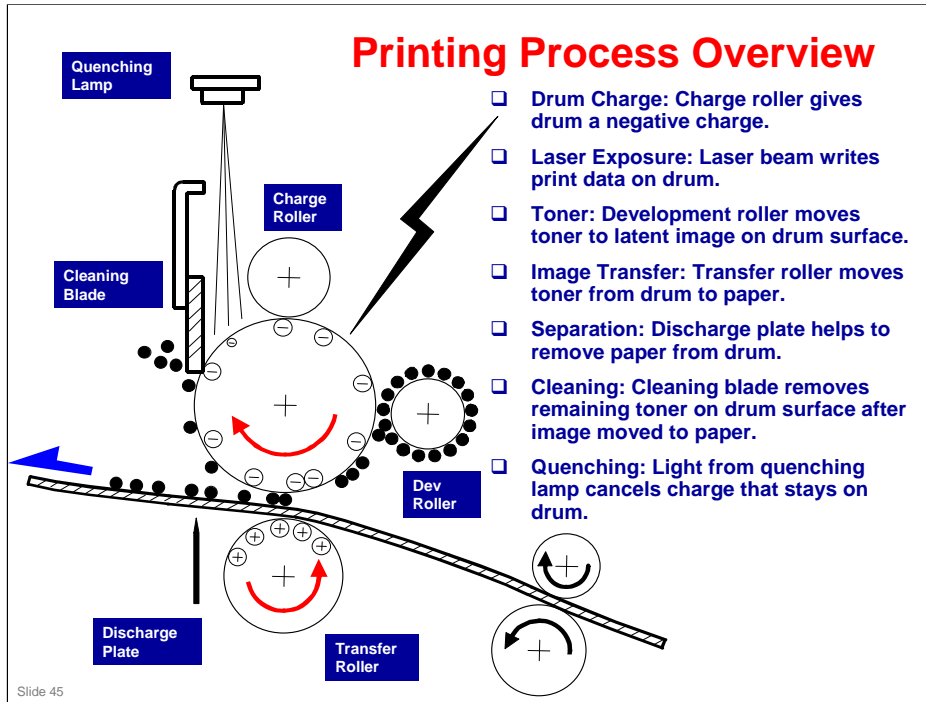 Printing Process Overview
Quenching
Lamp
Charge
Roller
Cleaning
Blade
Dev
Roller
Discharge
Plate
Transfer
Roller
❑ Drum Charge: Charge roller gives
drum a negative charge.
❑ Laser Exposure: Laser beam writes
print data on drum.
❑ Toner: Development roller moves
toner to latent image on drum surface.
❑ Image Transfer: Transfer roller moves
toner from drum to paper.
❑ Separation: Discharge plate helps to
remove paper from drum.
❑ Cleaning: Cleaning blade removes
remaining toner on drum surface after
image moved to paper.
❑ Quenching: Light from quenching
lamp cancels charge that stays on
drum.
Slide 45